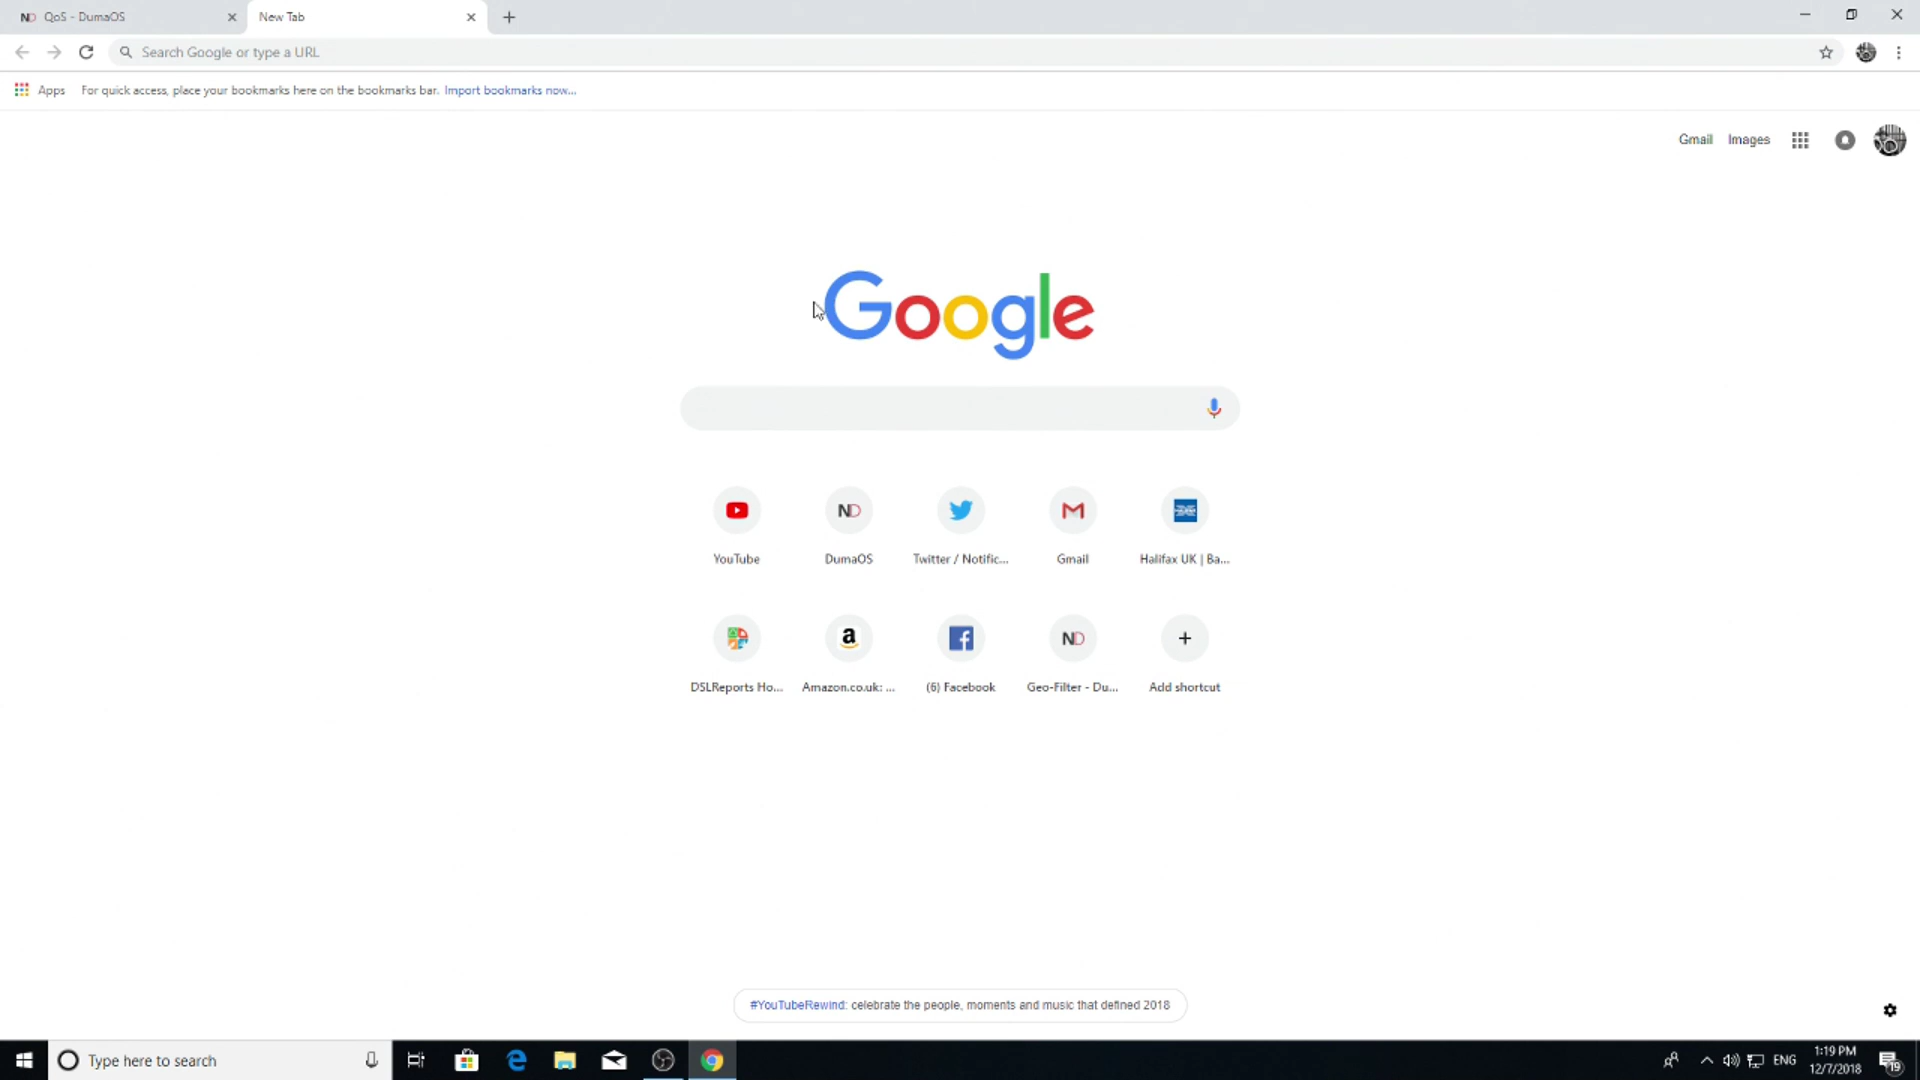 QoS - DumaOS
New Tab
Search Google or type a URL
Apps
For quick access, place your bookmarks here on the bookmarks bar. Import bookmarks now...
Gmail
Images
Google
YouTube
DumaOS
Twitter / Notific...
Gmail
Halifax UK | Ba...
DSLReports Ho...
Amazon.co.uk: ...
(6) Facebook
Geo-Filter - Du...
Add shortcut
#YouTubeRewind: celebrate the people, moments and music that defined 2018
Type here to search
ENG
1:19 PM
12/7/2018
19